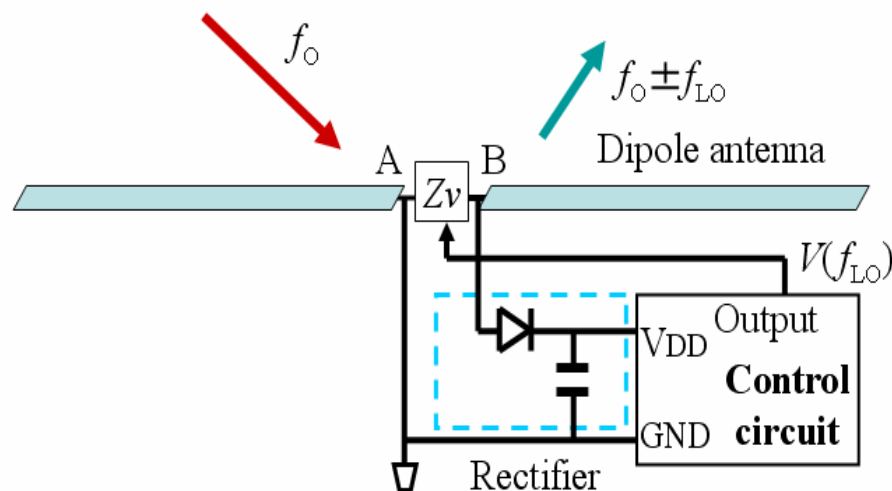 f_O
f_O±f_LO
Dipole antenna
A
Zv
B
V(f_LO)
Output
VDD
Control
circuit
GND
Rectifier